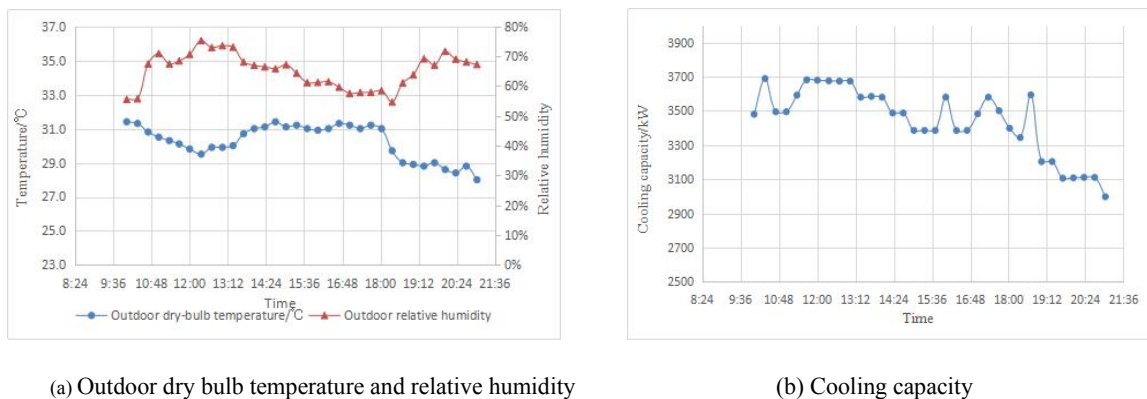 37.0
35.0
33.0
31.0
29.0
27.0
25.0
23.0
Temperature/℃
80%
70%
60%
50%
40%
30%
20%
10%
0%
Relative humidity
8:24 9:36 10:48 12:00 13:12 14:24 15:36 16:48 18:00 19:12 20:24 21:36
Time
Outdoor dry-bulb temperature/℃ Outdoor relative humidity
3900
3700
3500
3300
3100
2900
2700
2500
Cooling capacity/kW
8:24 9:36 10:48 12:00 13:12 14:24 15:36 16:48 18:00 19:12 20:24 21:36
Time
(a) Outdoor dry bulb temperature and relative humidity
(b) Cooling capacity